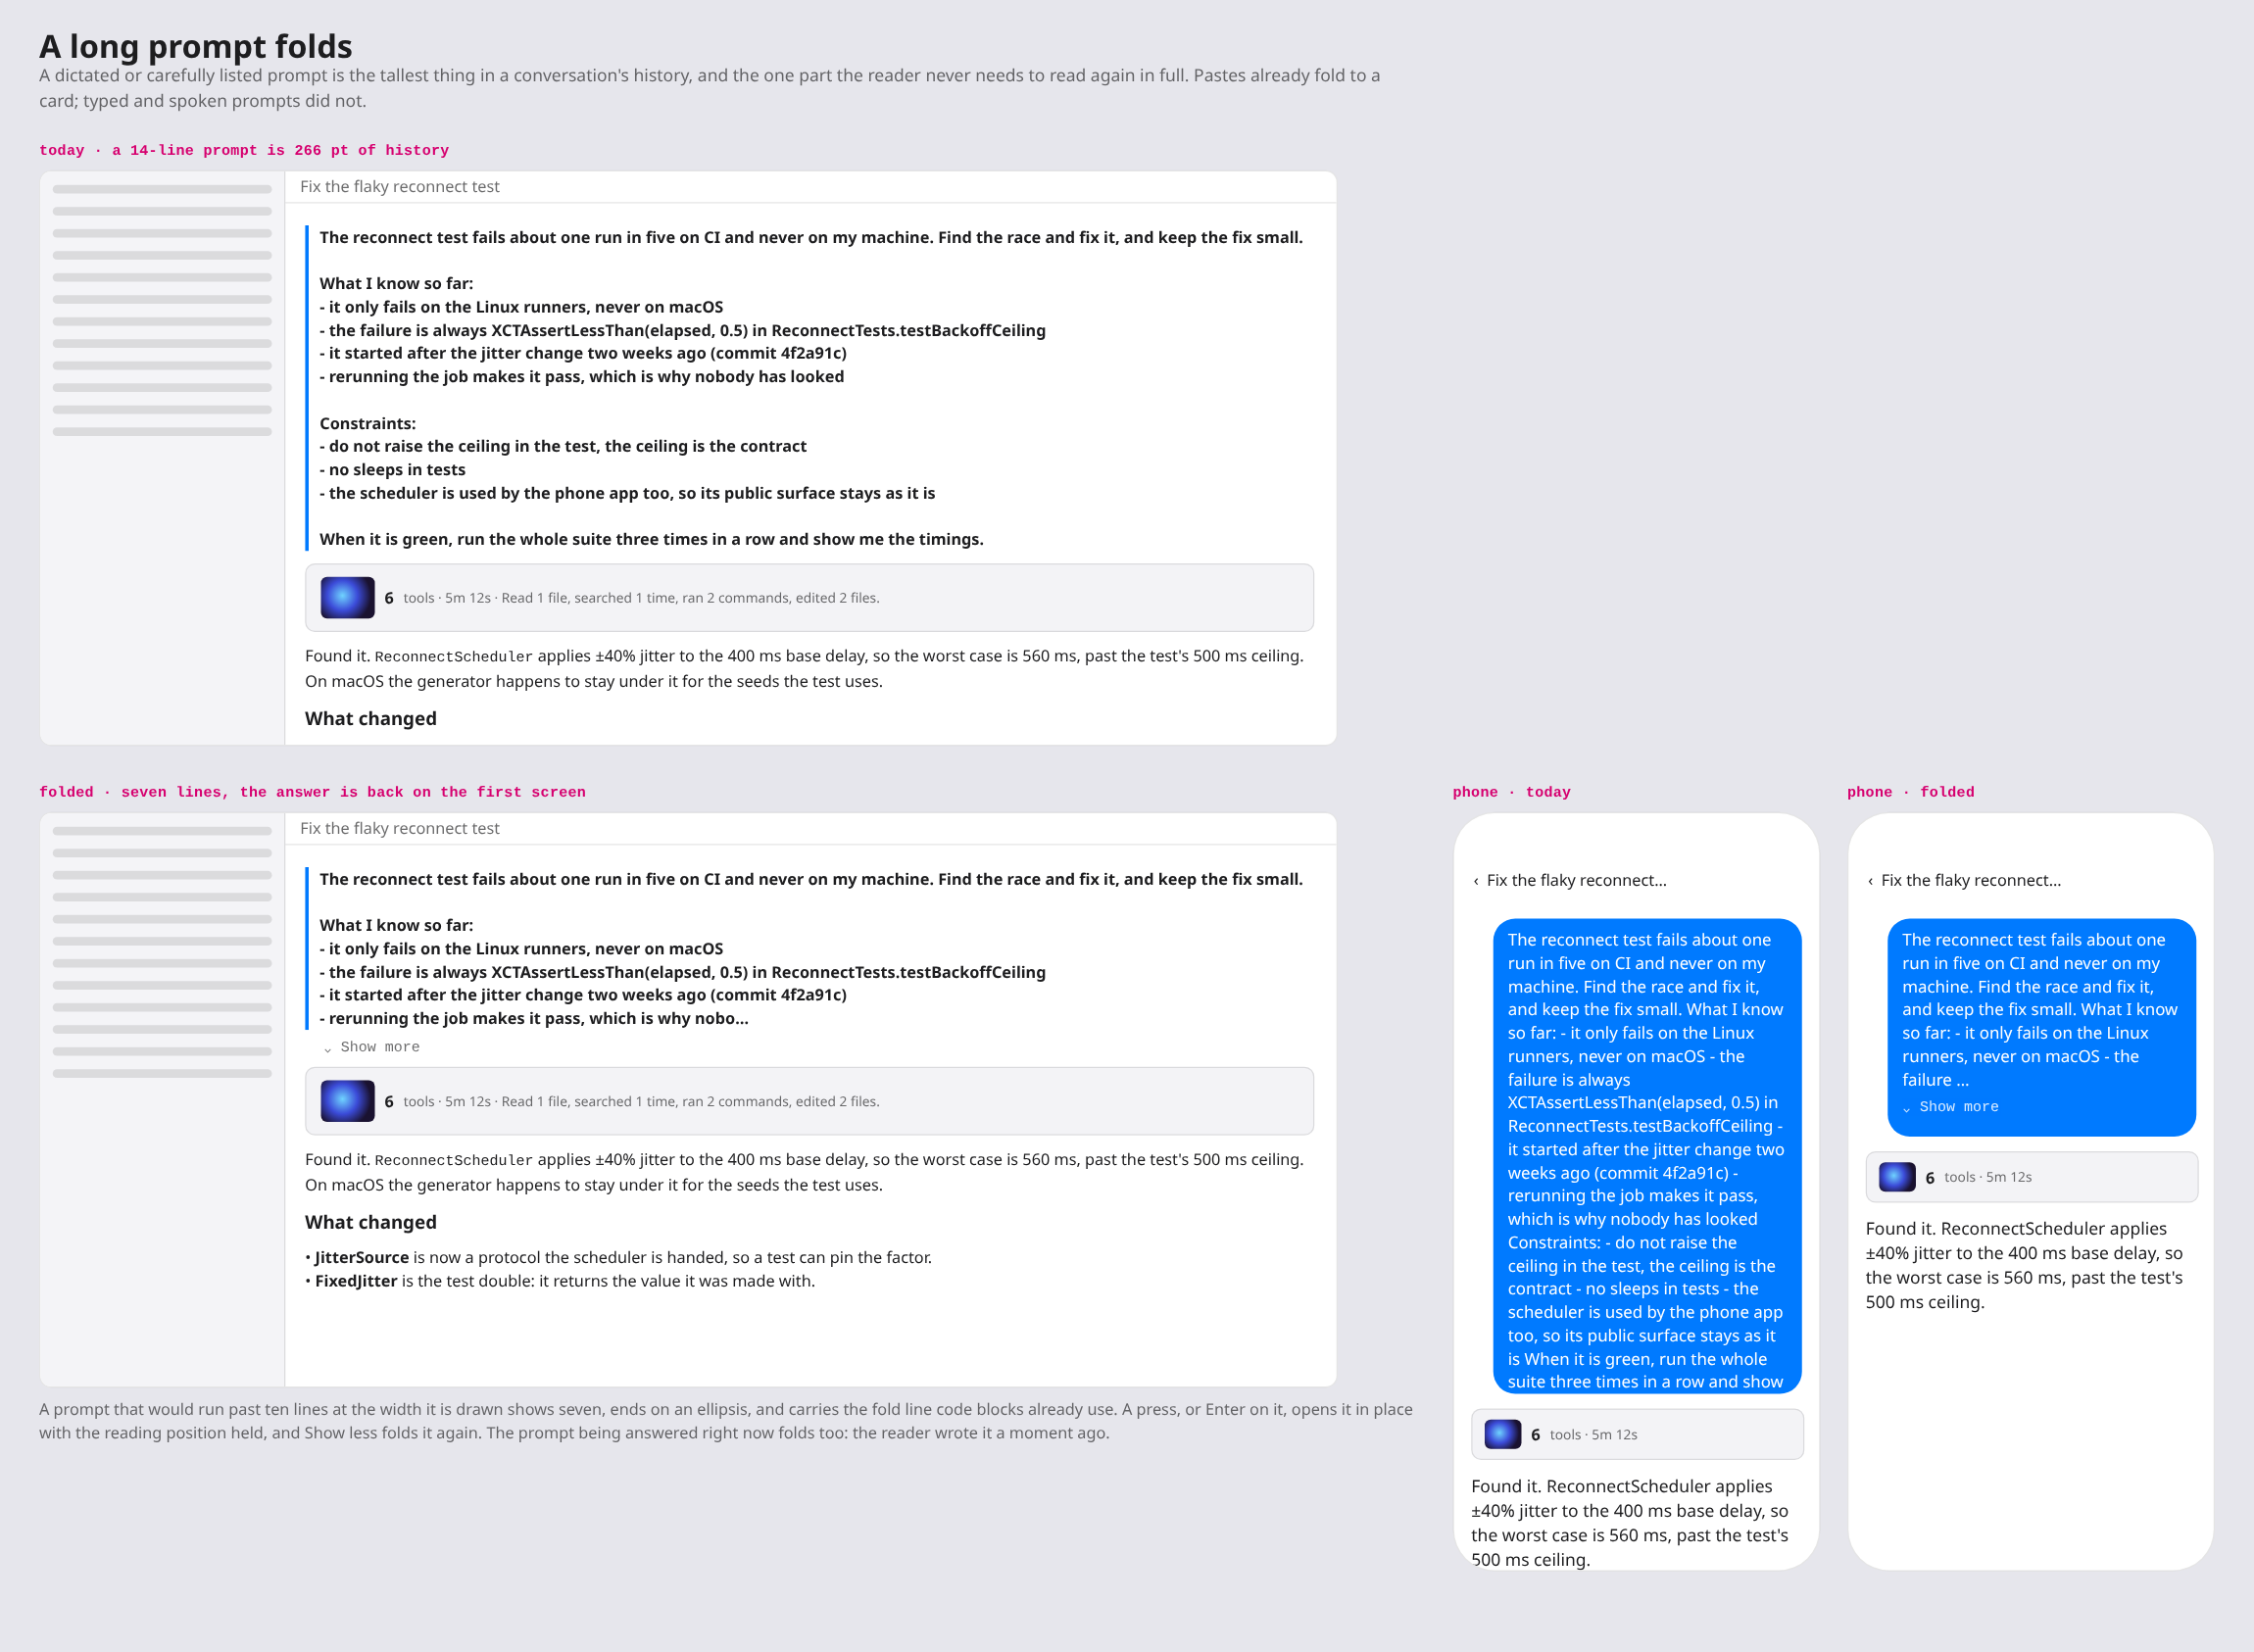 A long prompt folds
A dictated or carefully listed prompt is the tallest thing in a conversation's history, and the one part the reader never needs to read again in full. Pastes already fold to a
card; typed and spoken prompts did not.
today · a 14-line prompt is 266 pt of history
Fix the flaky reconnect test
The reconnect test fails about one run in five on CI and never on my machine. Find the race and fix it, and keep the fix small.
What I know so far:
- it only fails on the Linux runners, never on macOS
- the failure is always XCTAssertLessThan(elapsed, 0.5) in ReconnectTests.testBackoffCeiling
- it started after the jitter change two weeks ago (commit 4f2a91c)
- rerunning the job makes it pass, which is why nobody has looked
Constraints:
- do not raise the ceiling in the test, the ceiling is the contract
- no sleeps in tests
- the scheduler is used by the phone app too, so its public surface stays as it is
When it is green, run the whole suite three times in a row and show me the timings.
6 tools · 5m 12s · Read 1 file, searched 1 time, ran 2 commands, edited 2 files.
Found it. ReconnectScheduler applies ±40% jitter to the 400 ms base delay, so the worst case is 560 ms, past the test's 500 ms ceiling.
On macOS the generator happens to stay under it for the seeds the test uses.
What changed
folded · seven lines, the answer is back on the first screen
Fix the flaky reconnect test
The reconnect test fails about one run in five on CI and never on my machine. Find the race and fix it, and keep the fix small.
What I know so far:
- it only fails on the Linux runners, never on macOS
- the failure is always XCTAssertLessThan(elapsed, 0.5) in ReconnectTests.testBackoffCeiling
- it started after the jitter change two weeks ago (commit 4f2a91c)
- rerunning the job makes it pass, which is why nobo…
⌄ Show more
6 tools · 5m 12s · Read 1 file, searched 1 time, ran 2 commands, edited 2 files.
Found it. ReconnectScheduler applies ±40% jitter to the 400 ms base delay, so the worst case is 560 ms, past the test's 500 ms ceiling.
On macOS the generator happens to stay under it for the seeds the test uses.
What changed
• JitterSource is now a protocol the scheduler is handed, so a test can pin the factor.
• FixedJitter is the test double: it returns the value it was made with.
A prompt that would run past ten lines at the width it is drawn shows seven, ends on an ellipsis, and carries the fold line code blocks already use. A press, or Enter on it, opens it in place
with the reading position held, and Show less folds it again. The prompt being answered right now folds too: the reader wrote it a moment ago.
phone · today
‹ Fix the flaky reconnect…
The reconnect test fails about one
run in five on CI and never on my
machine. Find the race and fix it,
and keep the fix small. What I know
so far: - it only fails on the Linux
runners, never on macOS - the
failure is always
XCTAssertLessThan(elapsed, 0.5) in
ReconnectTests.testBackoffCeiling -
it started after the jitter change two
weeks ago (commit 4f2a91c) -
rerunning the job makes it pass,
which is why nobody has looked
Constraints: - do not raise the
ceiling in the test, the ceiling is the
contract - no sleeps in tests - the
scheduler is used by the phone app
too, so its public surface stays as it
is When it is green, run the whole
suite three times in a row and show
6 tools · 5m 12s
Found it. ReconnectScheduler applies
±40% jitter to the 400 ms base delay, so
the worst case is 560 ms, past the test's
500 ms ceiling.
phone · folded
‹ Fix the flaky reconnect…
The reconnect test fails about one
run in five on CI and never on my
machine. Find the race and fix it,
and keep the fix small. What I know
so far: - it only fails on the Linux
runners, never on macOS - the
failure …
⌄ Show more
6 tools · 5m 12s
Found it. ReconnectScheduler applies
±40% jitter to the 400 ms base delay, so
the worst case is 560 ms, past the test's
500 ms ceiling.